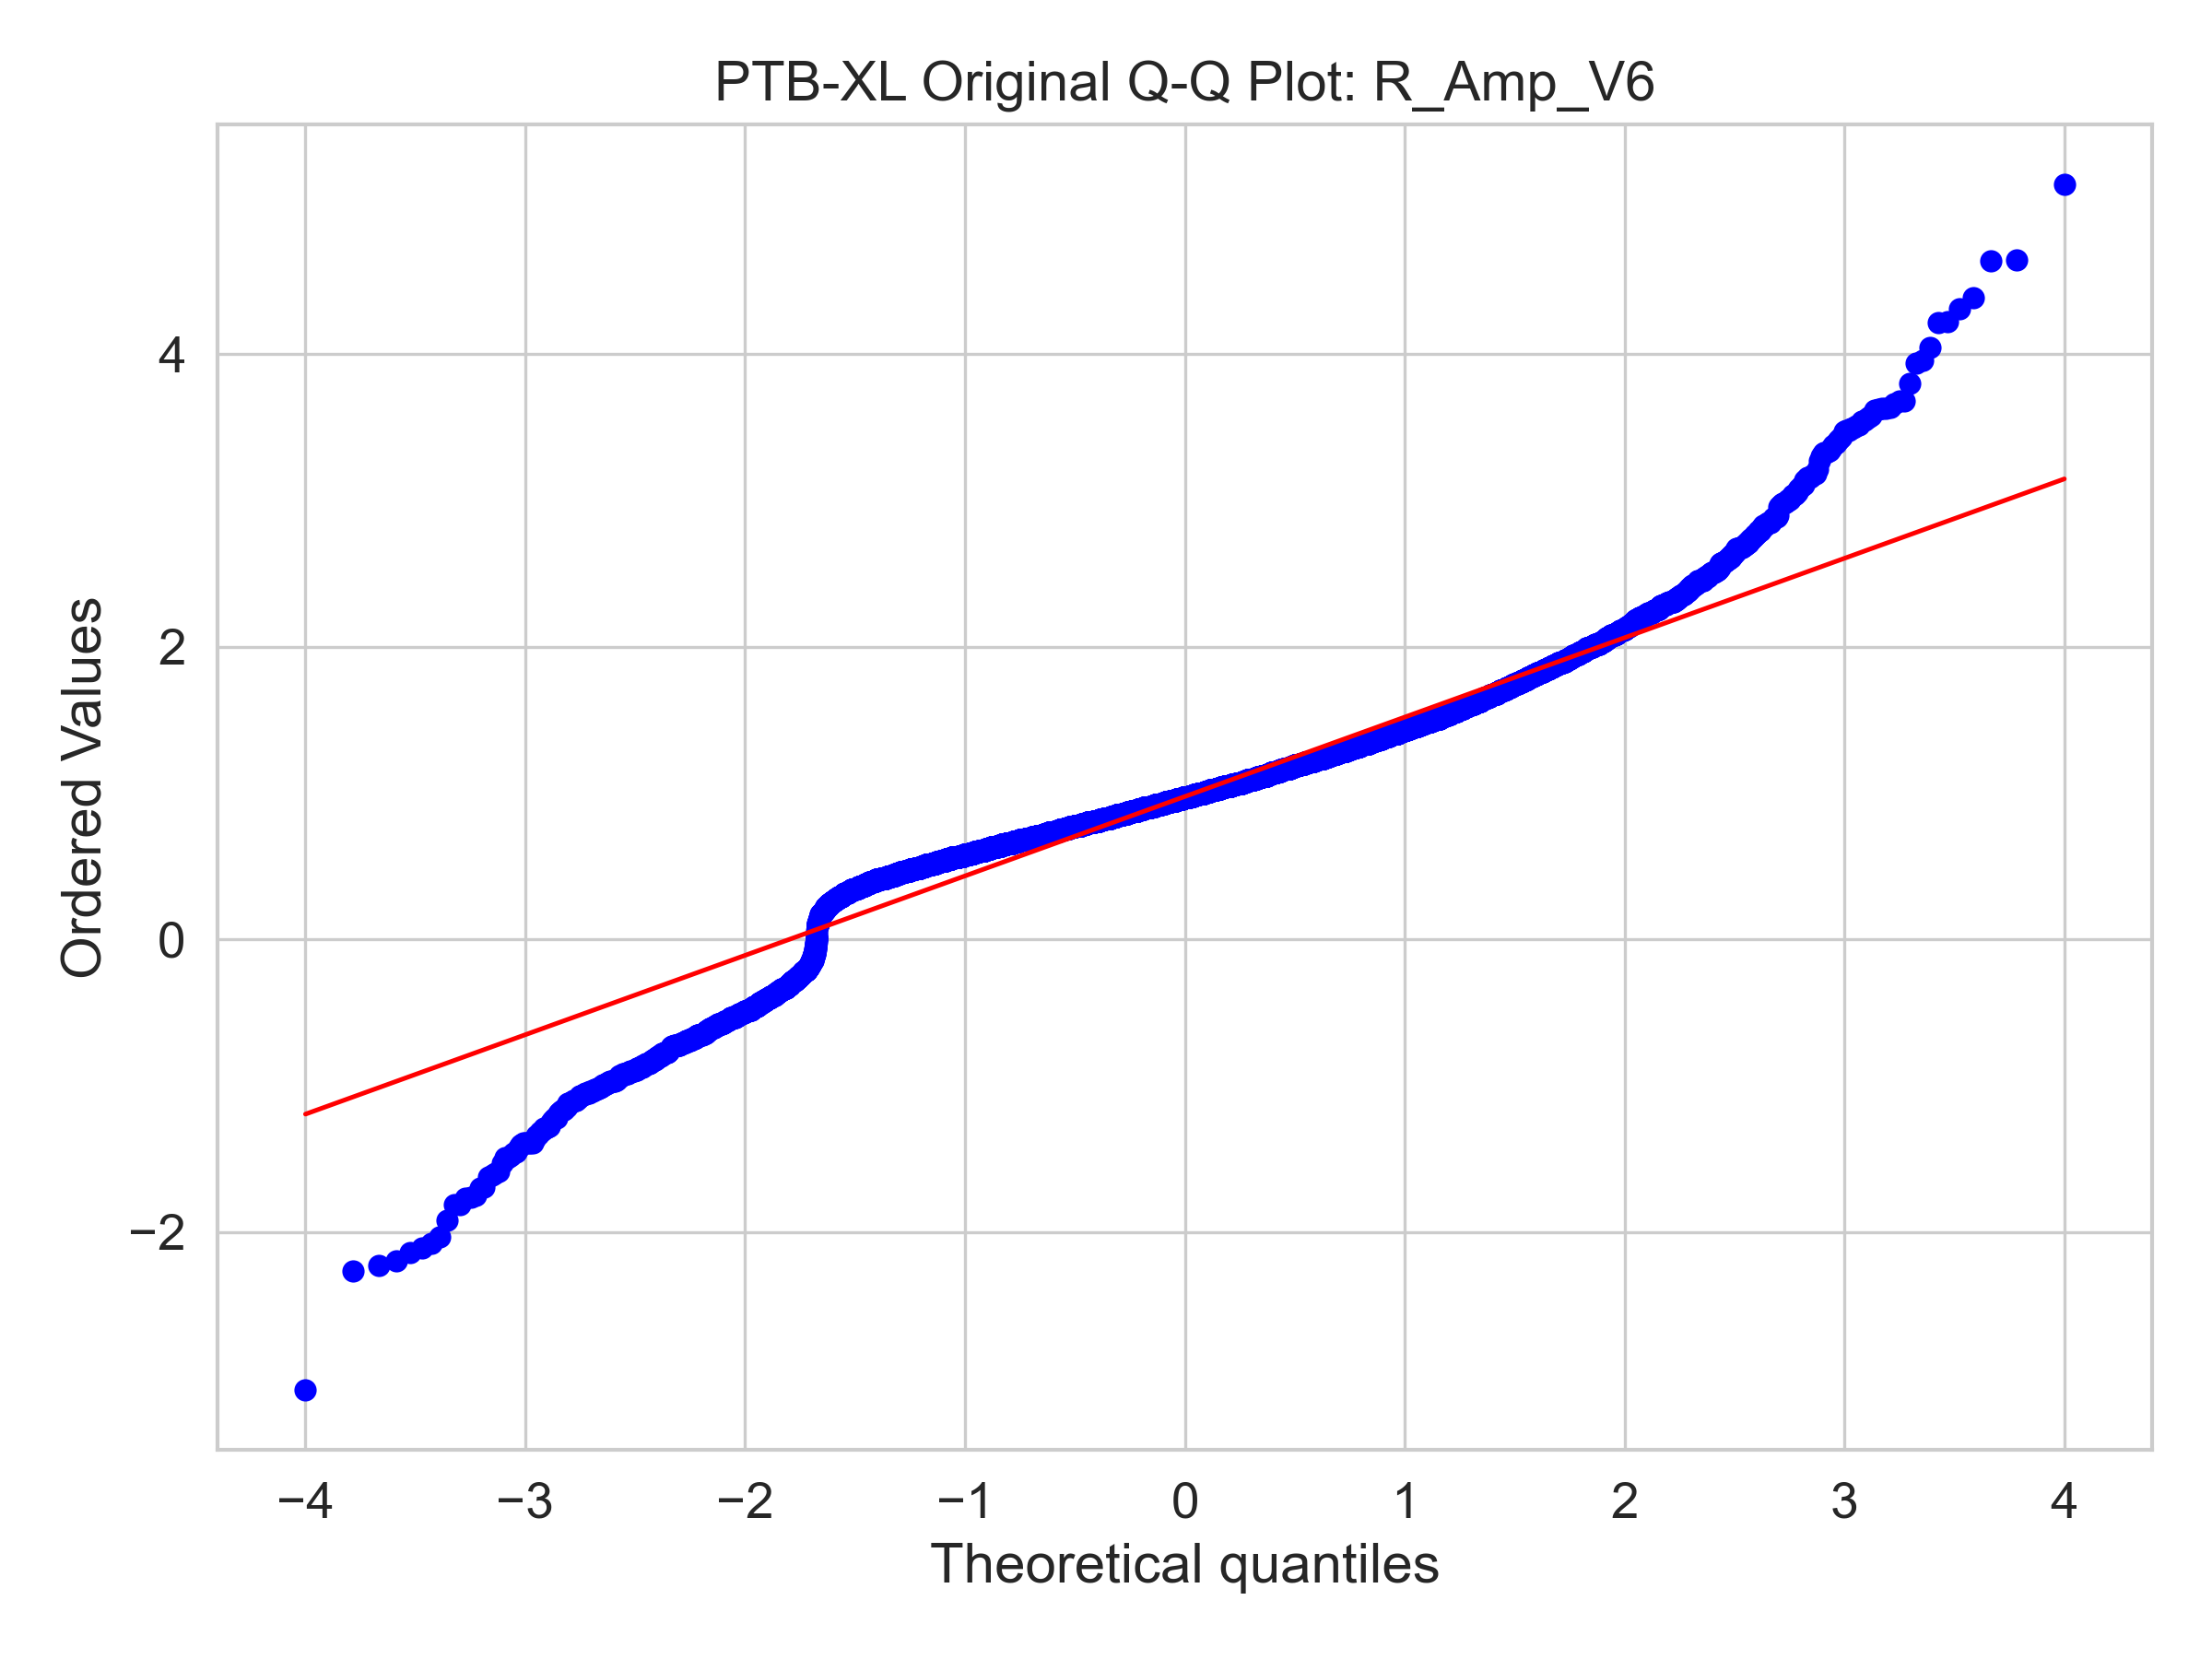 PTB-XL Original Q-Q Plot: R_Amp_V6
Ordered Values
4
2
0
−2
−4 −3 −2 −1 0 1 2 3 4
Theoretical quantiles